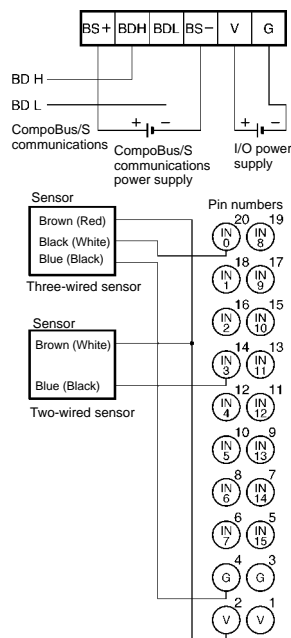 BS+ BDH BDL BS− V G
BD H
BD L
+ −
+ −
CompoBus/S
communications
CompoBus/S
communications
power supply
I/O power
supply
Sensor
Brown (Red)
Black (White)
Blue (Black)
Three-wired sensor
Sensor
Brown (White)
Blue (Black)
Two-wired sensor
Pin numbers
20 19
IN 0 IN 8
18 17
IN 1 IN 9
16 15
IN 2 IN 10
14 13
IN 3 IN 11
12 11
IN 4 IN 12
10 9
IN 5 IN 13
8 7
IN 6 IN 14
6 5
IN 7 IN 15
4 3
G G
2 1
V V